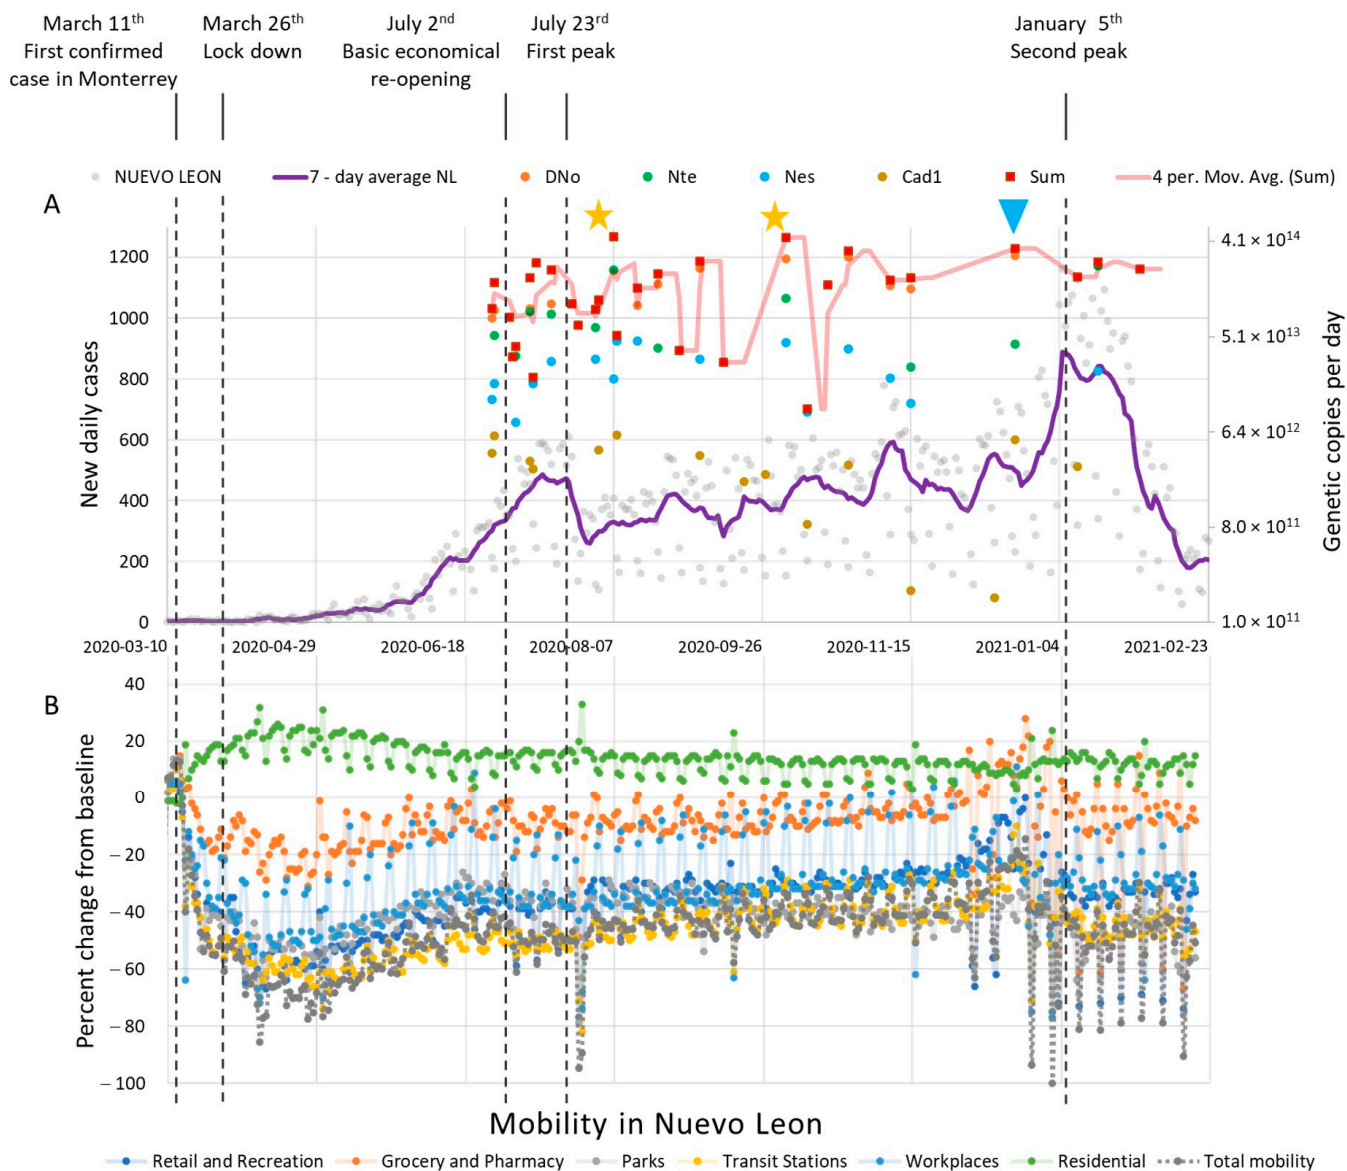 March 11th
First confirmed
case in Monterrey
March 26th
Lock down
July 2nd
Basic economical
re-opening
July 23rd
First peak
January 5th
Second peak
NUEVO LEON
7 - day average NL
DNo
Nte
Nes
Cad1
Sum
4 per. Mov. Avg. (Sum)
A
New daily cases
1200
1000
800
600
400
200
0
4.1 × 10¹⁴
5.1 × 10¹³
6.4 × 10¹²
8.0 × 10¹¹
1.0 × 10¹¹
Genetic copies per day
2020-03-10
2020-04-29
2020-06-18
2020-08-07
2020-09-26
2020-11-15
2021-01-04
2021-02-23
B
Percent change from baseline
40
20
0
– 20
– 40
– 60
– 80
– 100
Mobility in Nuevo Leon
Retail and Recreation
Grocery and Pharmacy
Parks
Transit Stations
Workplaces
Residential
Total mobility